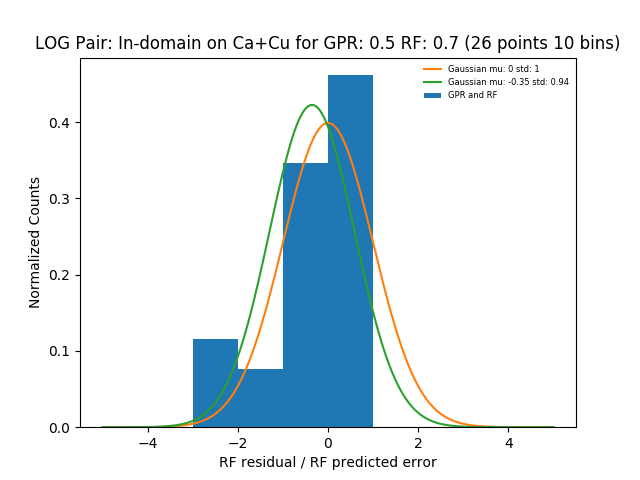 LOG Pair: In-domain on Ca+Cu for GPR: 0.5 RF: 0.7 (26 points 10 bins)
Gaussian mu: 0 std: 1
Gaussian mu: -0.35 std: 0.94
GPR and RF
Normalized Counts
0.4
0.3
0.2
0.1
0.0
−4 −2 0 2 4
RF residual / RF predicted error